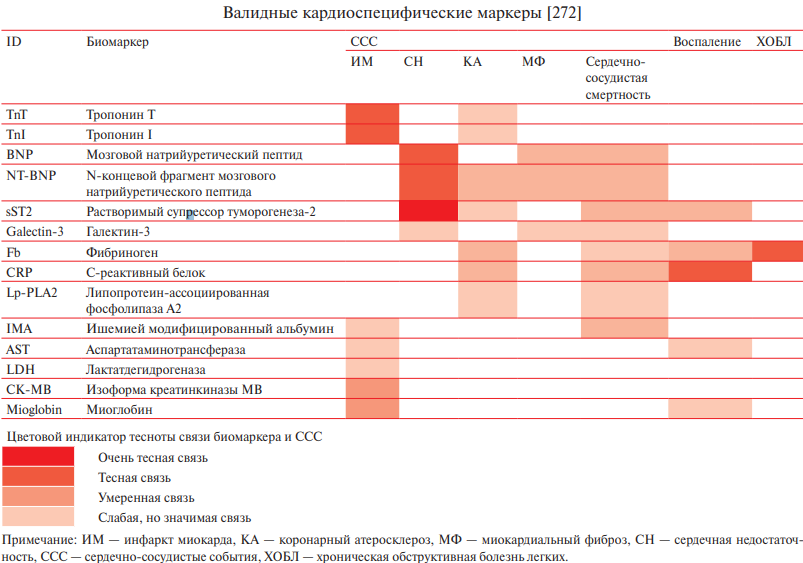 Валидные кардиоспецифические маркеры [272]
ID Биомаркер ССС Воспаление ХОБЛ
ИМ СН КА МФ Сердечно-
сосудистая
смертность
TnT Тропонин Т
TnI Тропонин I
BNP Мозговой натрийуретический пептид
NT-BNP N-концевой фрагмент мозгового
натрийуретического пептида
sST2 Растворимый супрессор туморогенеза-2
Galectin-3 Галектин-3
Fb Фибриноген
CRP С-реактивный белок
Lp-PLA2 Липопротеин-ассоциированная
фосфолипаза А2
IMA Ишемией модифицированный альбумин
AST Аспартатаминотрансфераза
LDH Лактатдегидрогеназа
CK-MB Изоформа креатинкиназы МВ
Mioglobin Миоглобин
Цветовой индикатор тесноты связи биомаркера и ССС
Очень тесная связь
Тесная связь
Умеренная связь
Слабая, но значимая связь
Примечание: ИМ — инфаркт миокарда, КА — коронарный атеросклероз, МФ — миокардиальный фиброз, СН — сердечная недостаточ-
ность, ССС — сердечно-сосудистые события, ХОБЛ — хроническая обструктивная болезнь легких.